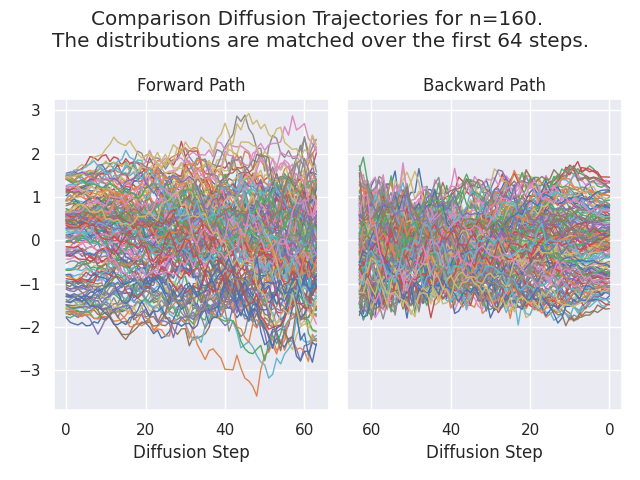 Comparison Diffusion Trajectories for n=160.
The distributions are matched over the first 64 steps.
Forward Path
Backward Path
3
2
1
0
−1
−2
−3
0 20 40 60
60 40 20 0
Diffusion Step
Diffusion Step